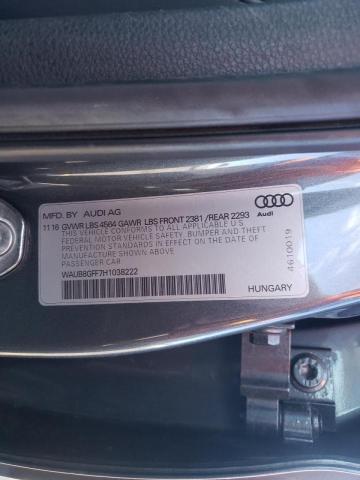 MFD. BY AUDI AG
11 16 GVWR LBS 4564 GAWR LBS FRONT 2381 / REAR 2293
THIS VEHICLE CONFORMS TO ALL APPLICABLE U.S.
FEDERAL MOTOR VEHICLE SAFETY, BUMPER AND THEFT
PREVENTION STANDARDS IN EFFECT ON THE DATE OF
MANUFACTURE SHOWN ABOVE
PASSENGER CAR
WAUB8GFF7H1038222
Audi
4610019
HUNGARY